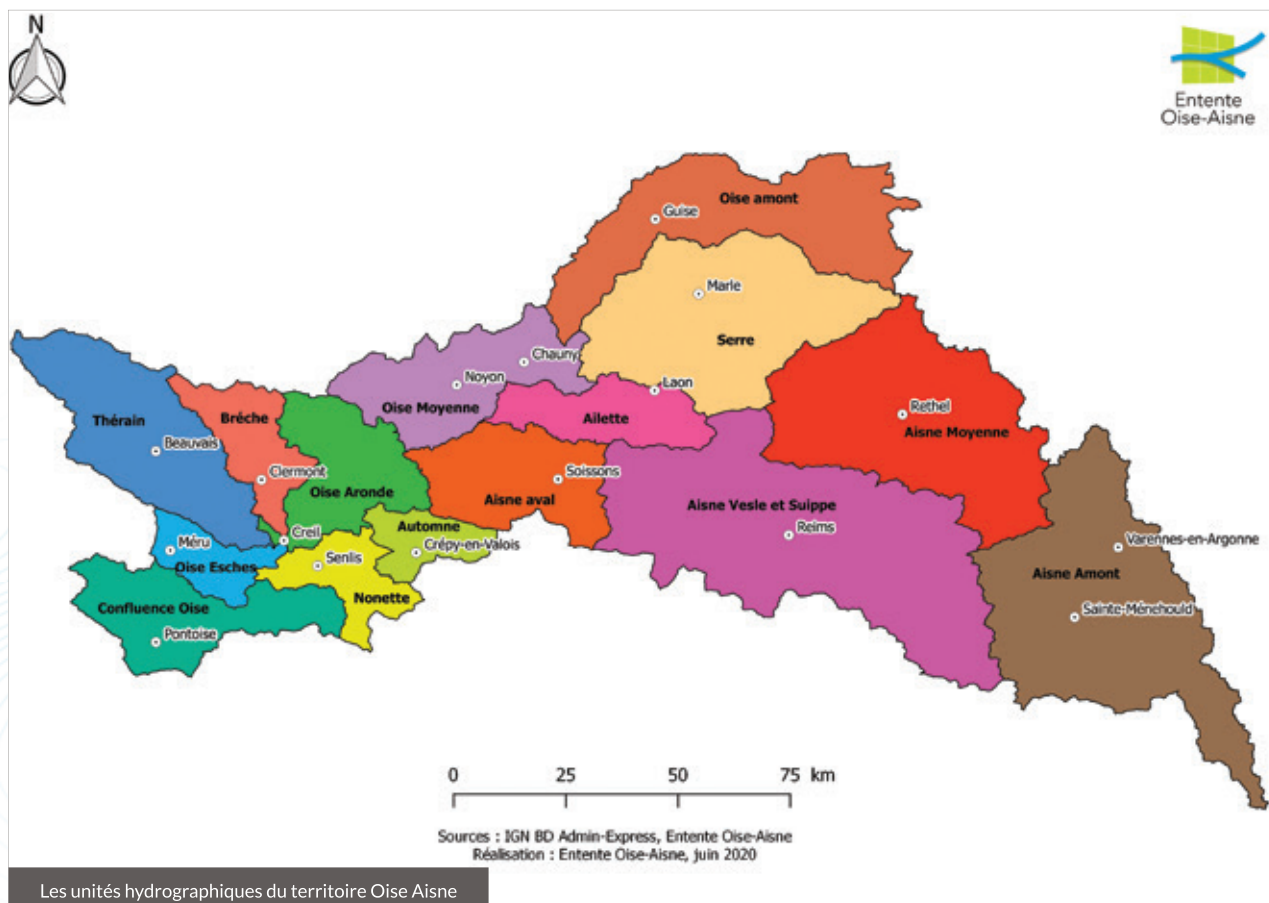 N
Entente
Oise-Aisne
Oise amont
Guise
Marle
Serre
Chauny
Noyon
Oise Moyenne
Laon
Ailette
Rethel
Aisne Moyenne
Thérain
Beauvais
Brêche
Clermont
Oise Aronde
Soissons
Aisne aval
Aisne Vesle et Suippe
Reims
Automne
Crépy-en-Valois
Creil
Senlis
Nonette
Méru
Oise Esches
Confluence Oise
Pontoise
Varennes-en-Argonne
Aisne Amont
Sainte-Ménehould
0 25 50 75 km
Sources : IGN BD Admin-Express, Entente Oise-Aisne
Réalisation : Entente Oise-Aisne, juin 2020
Les unités hydrographiques du territoire Oise Aisne